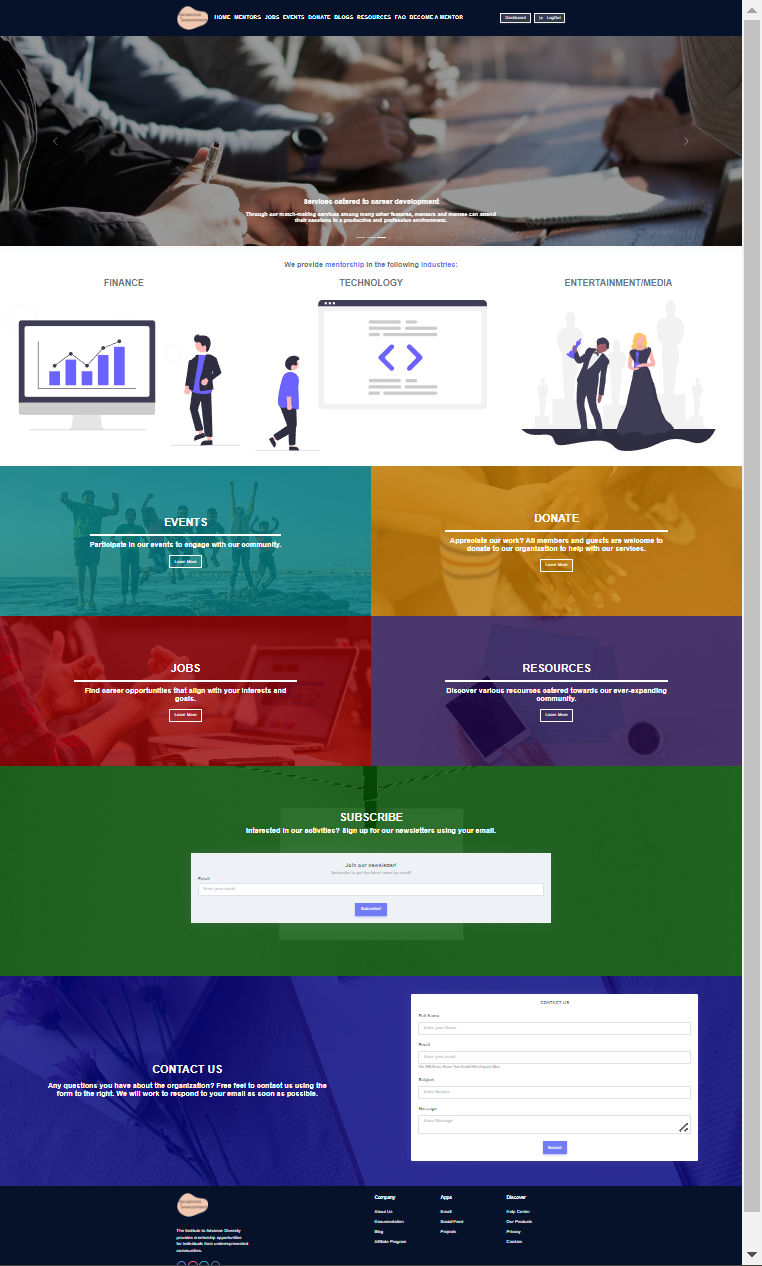 HOME MENTORS JOBS EVENTS DONATE BLOGS RESOURCES FAQ BECOME A MENTOR
Dashboard
LogOut
Services catered to career development
Through our match-making services among many other features, mentors and mentee can attend
their sessions in a productive and profession environment.
We provide mentorship in the following industries:
FINANCE
TECHNOLOGY
ENTERTAINMENT/MEDIA
EVENTS
Participate in our events to engage with our community.
Learn More
DONATE
Appreciate our work? All members and guests are welcome to
donate to our organization to help with our services.
Learn More
JOBS
Find career opportunities that align with your interests and
goals.
Learn More
RESOURCES
Discover various resources catered towards our ever-expanding
community.
Learn More
SUBSCRIBE
Interested in our activities? Sign up for our newsletters using your email.
Join our newsletter!
Subscribe to get the latest news by email!
Email
Enter your email
Subscribe!
CONTACT US
Any questions you have about the organization? Free feel to contact us using the
form to the right. We will work to respond to your email as soon as possible.
CONTACT US
Full Name
Enter your Name
Email
Enter your email
We Will Never Share Your Email With Anyone Else
Subject
Enter Subject
Message
Enter Message
Submit
The Institute to Advance Diversity
provides mentorship opportunities
for individuals from underrepresented
communities.
Company
About Us
Documentation
Blog
Affiliate Program
Apps
Email
Social Feed
Projects
Discover
Help Center
Our Products
Privacy
Cookies